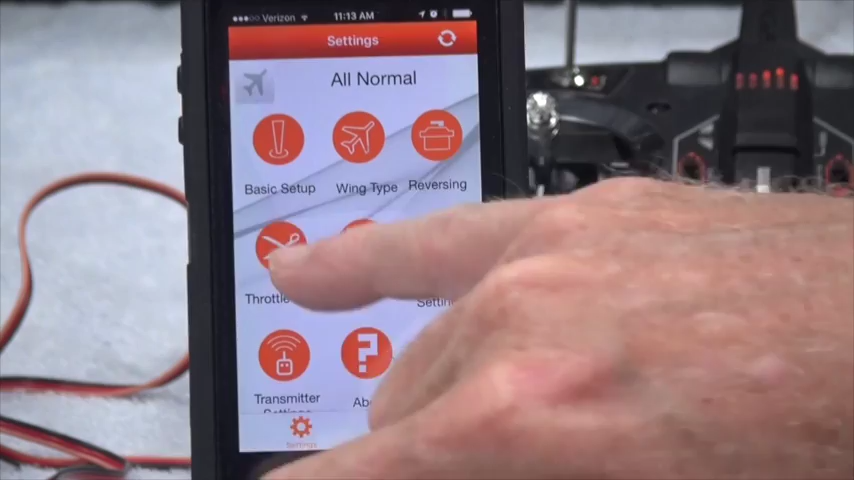 Verizon 11:13 AM
Settings
All Normal
Basic Setup Wing Type Reversing
Throttle
Transmitter
Settings